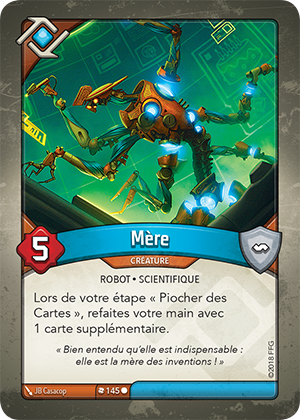 5
Mère
CRÉATURE
ROBOT • SCIENTIFIQUE
Lors de votre étape « Piocher des
Cartes », refaites votre main avec
1 carte supplémentaire.
« Bien entendu qu'elle est indispensable :
elle est la mère des inventions ! »
©2018 FFG
JB Casacop
145